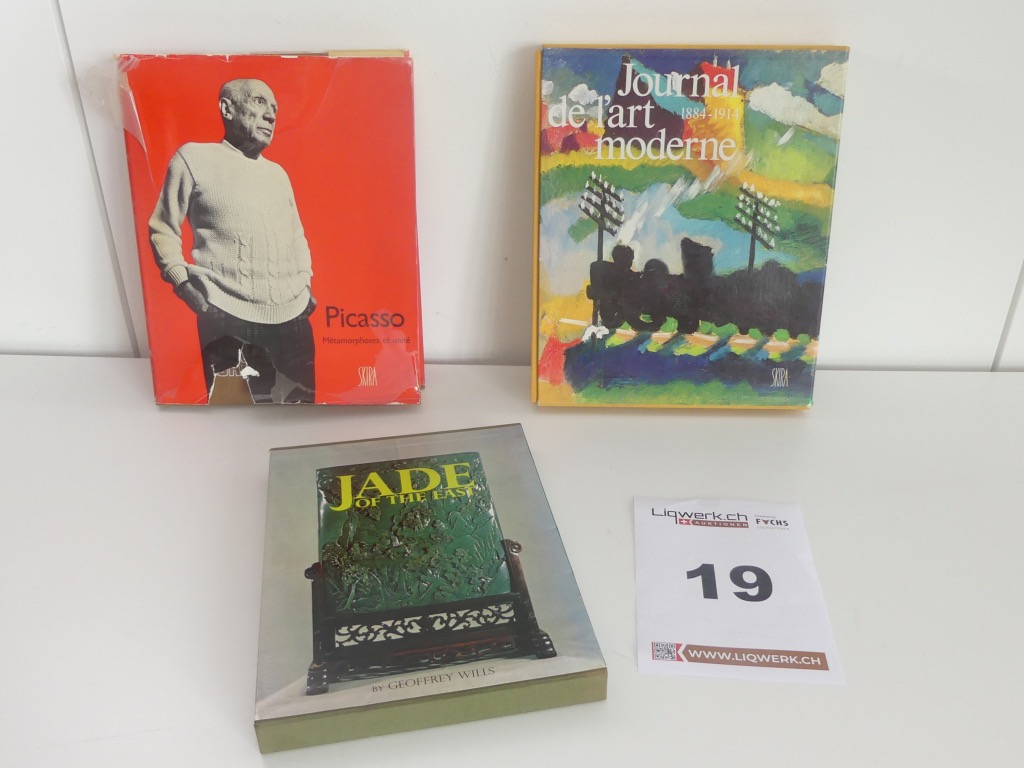 Picasso
Métamorphoses et unité
SKIRA
Journal
de l'art 1884-1914
moderne
SKIRA
JADE
OF THE EAST
BY GEOFFREY WILLS
Liqwerk.ch
AUKTIONEN
FUCHS
19
WWW.LIQWERK.CH